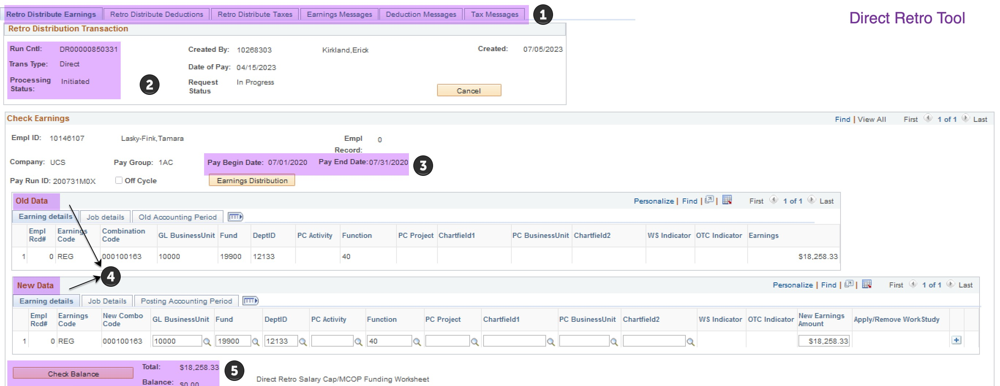 Retro Distribute Earnings Retro Distribute Deductions Retro Distribute Taxes Earnings Messages Deduction Messages Tax Messages 1
Direct Retro Tool
Retro Distribution Transaction
Run Cntl: DR00000850331 Created By: 10268303 Kirkland,Erick Created: 07/05/2023
Trans Type: Direct Date of Pay: 04/15/2023
Processing Status: Initiated 2 Request Status In Progress Cancel
Check Earnings Find | View All First 1 of 1 Last
Empl ID: 10146107 Lasky-Fink,Tamara Empl Record: 0
Company: UCS Pay Group: 1AC Pay Begin Date: 07/01/2020 Pay End Date: 07/31/2020 3
Pay Run ID: 200731M0X Off Cycle Earnings Distribution
Old Data Personalize | Find | | First 1 of 1 Last
Earning details Job details Old Accounting Period
Empl Rcd# Earnings Code Combination Code GL BusinessUnit Fund DeptID PC Activity Function PC Project Chartfield1 PC BusinessUnit Chartfield2 WS Indicator OTC Indicator Earnings
1 0 REG 000100163 10000 19900 12133 40 $18,258.33
4
New Data Personalize | Find | | First 1 of 1 Last
Earning details Job Details Posting Accounting Period
Empl Rcd# Earnings Code New Combo Code GL BusinessUnit Fund DeptID PC Activity Function PC Project Chartfield1 PC BusinessUnit Chartfield2 WS Indicator OTC Indicator New Earnings Amount Apply/Remove WorkStudy
1 0 REG 000100163 10000 19900 12133 40 $18,258.33
Check Balance Total: $18,258.33 5
Balance: $0.00 Direct Retro Salary Cap/MCOP Funding Worksheet